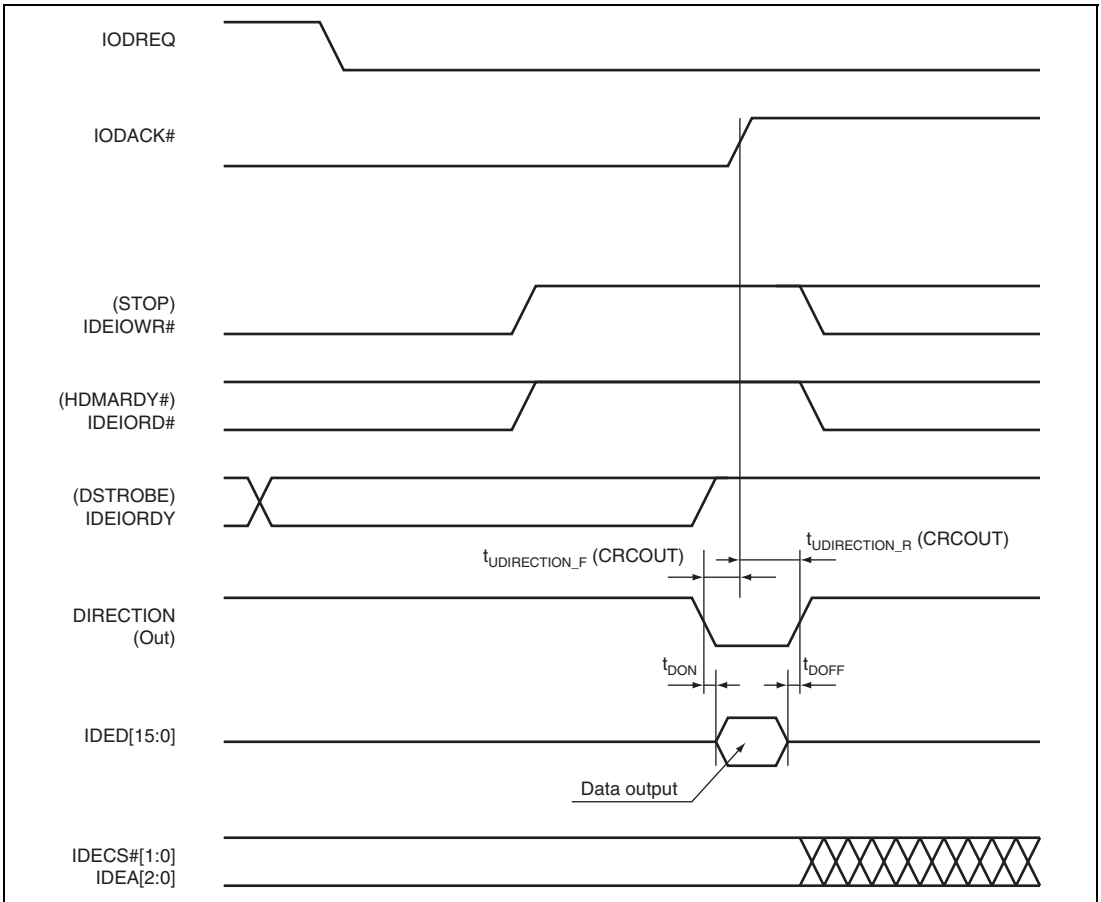 IODREQ
IODACK#
(STOP)
IDEIOWR#
(HDMARDY#)
IDEIORD#
(DSTROBE)
IDEIORDY
tUDIRECTION_F (CRCOUT)
tUDIRECTION_R (CRCOUT)
DIRECTION
(Out)
tDON
tDOFF
IDED[15:0]
Data output
IDECS#[1:0]
IDEA[2:0]